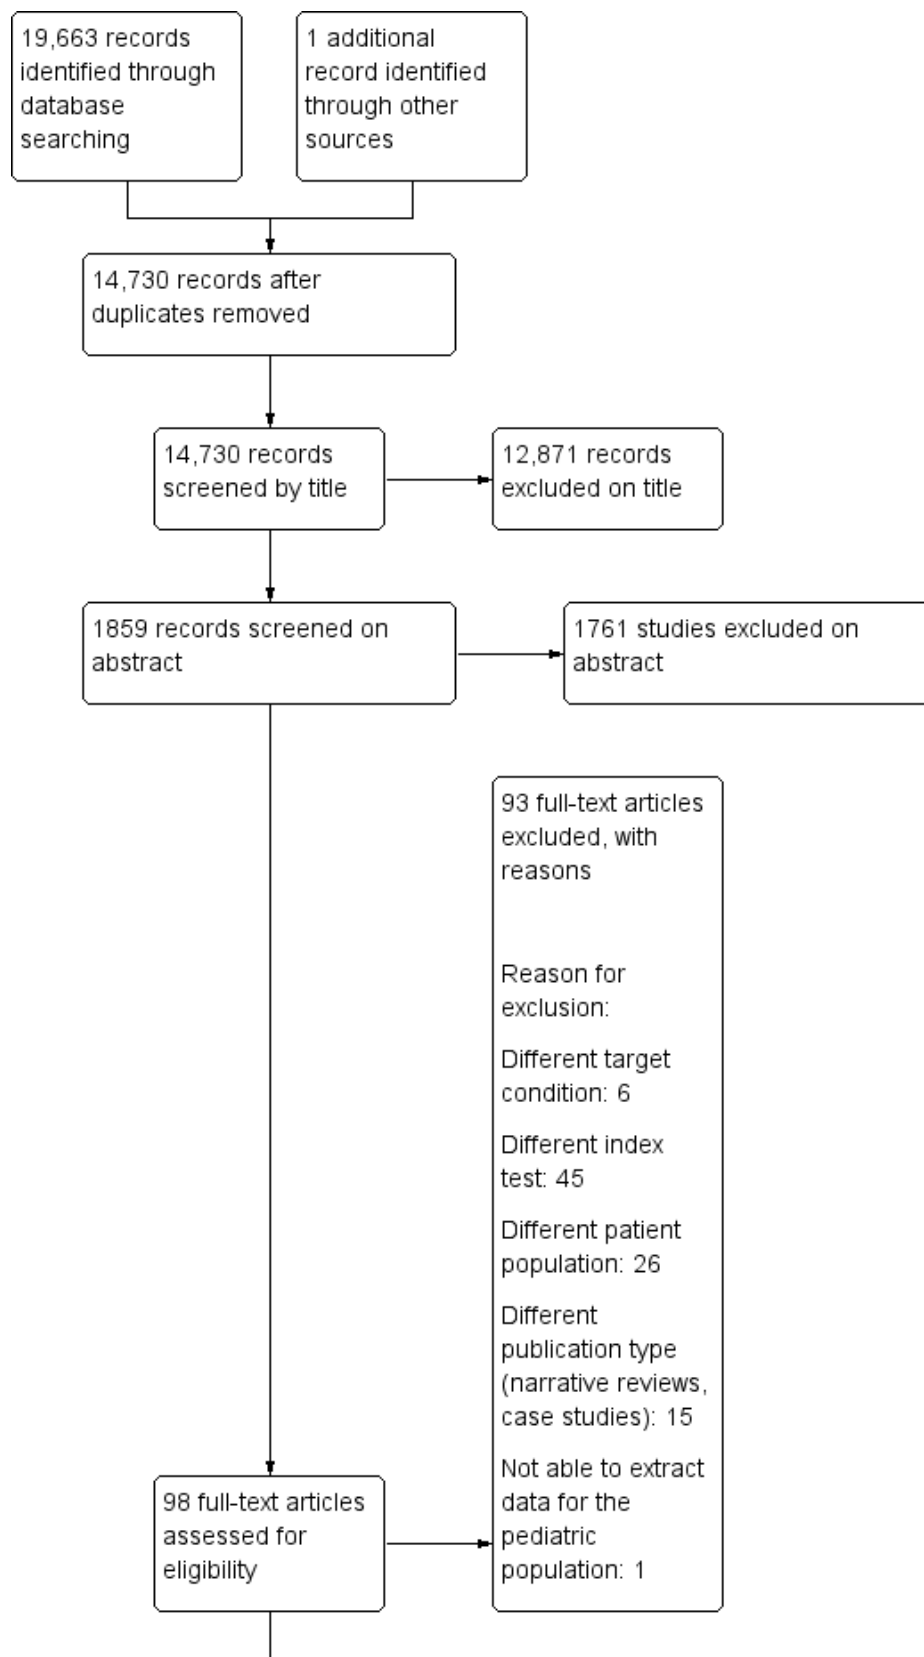 19,663 records
identified through
database
searching
1 additional
record identified
through other
sources
14,730 records after
duplicates removed
14,730 records
screened by title
12,871 records
excluded on title
1859 records screened on
abstract
1761 studies excluded on
abstract
93 full-text articles
excluded, with
reasons
Reason for
exclusion:
Different target
condition: 6
Different index
test: 45
Different patient
population: 26
Different
publication type
(narrative reviews,
case studies): 15
Not able to extract
data for the
pediatric
population: 1
98 full-text articles
assessed for
eligibility